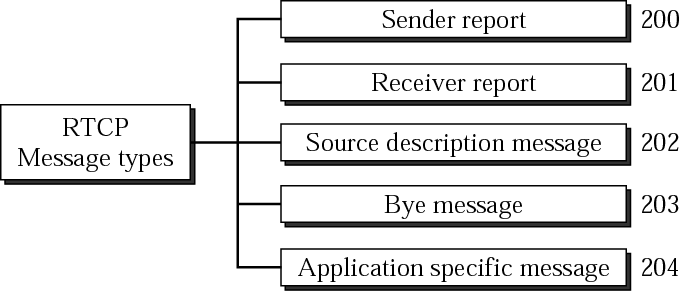 Sender report 200
Receiver report 201
RTCP
Message types
Source description message 202
Bye message 203
Application specific message 204